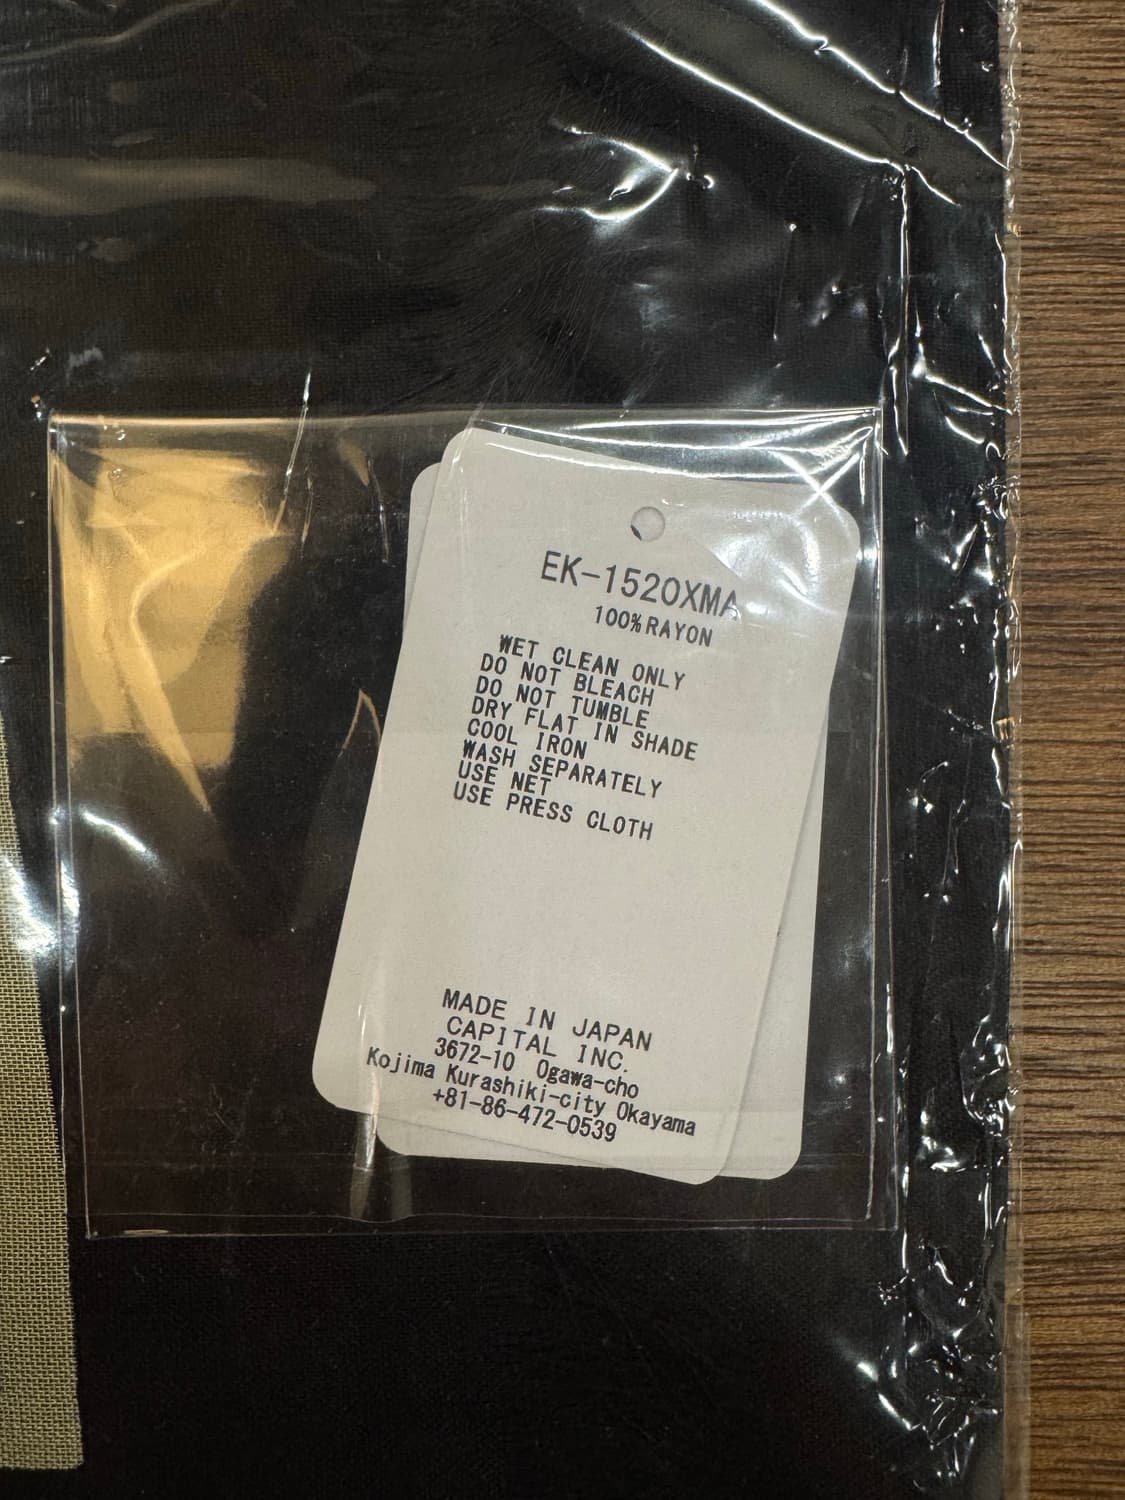 EK-1520XMA
100%RAYON
WET CLEAN ONLY
DO NOT BLEACH
DO NOT TUMBLE
DRY FLAT IN SHADE
COOL IRON
WASH SEPARATELY
USE NET
USE PRESS CLOTH
MADE IN JAPAN
CAPITAL INC.
3672-10 Ogawa-cho
Kojima Kurashiki-city Okayama
+81-86-472-0539